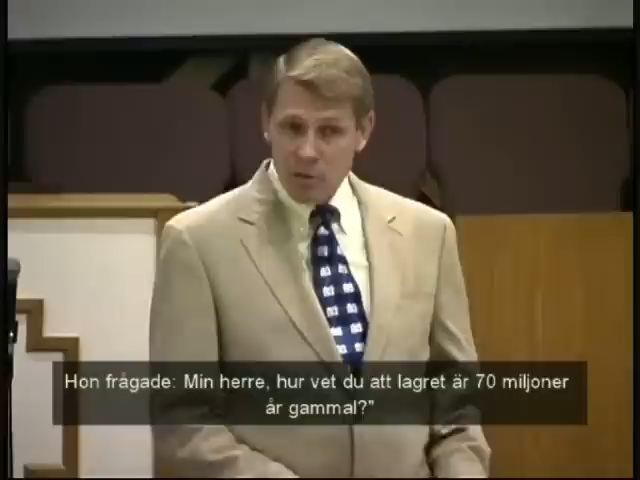 Hon frågade: Min herre, hur vet du att lagret är 70 miljoner
år gammal?"